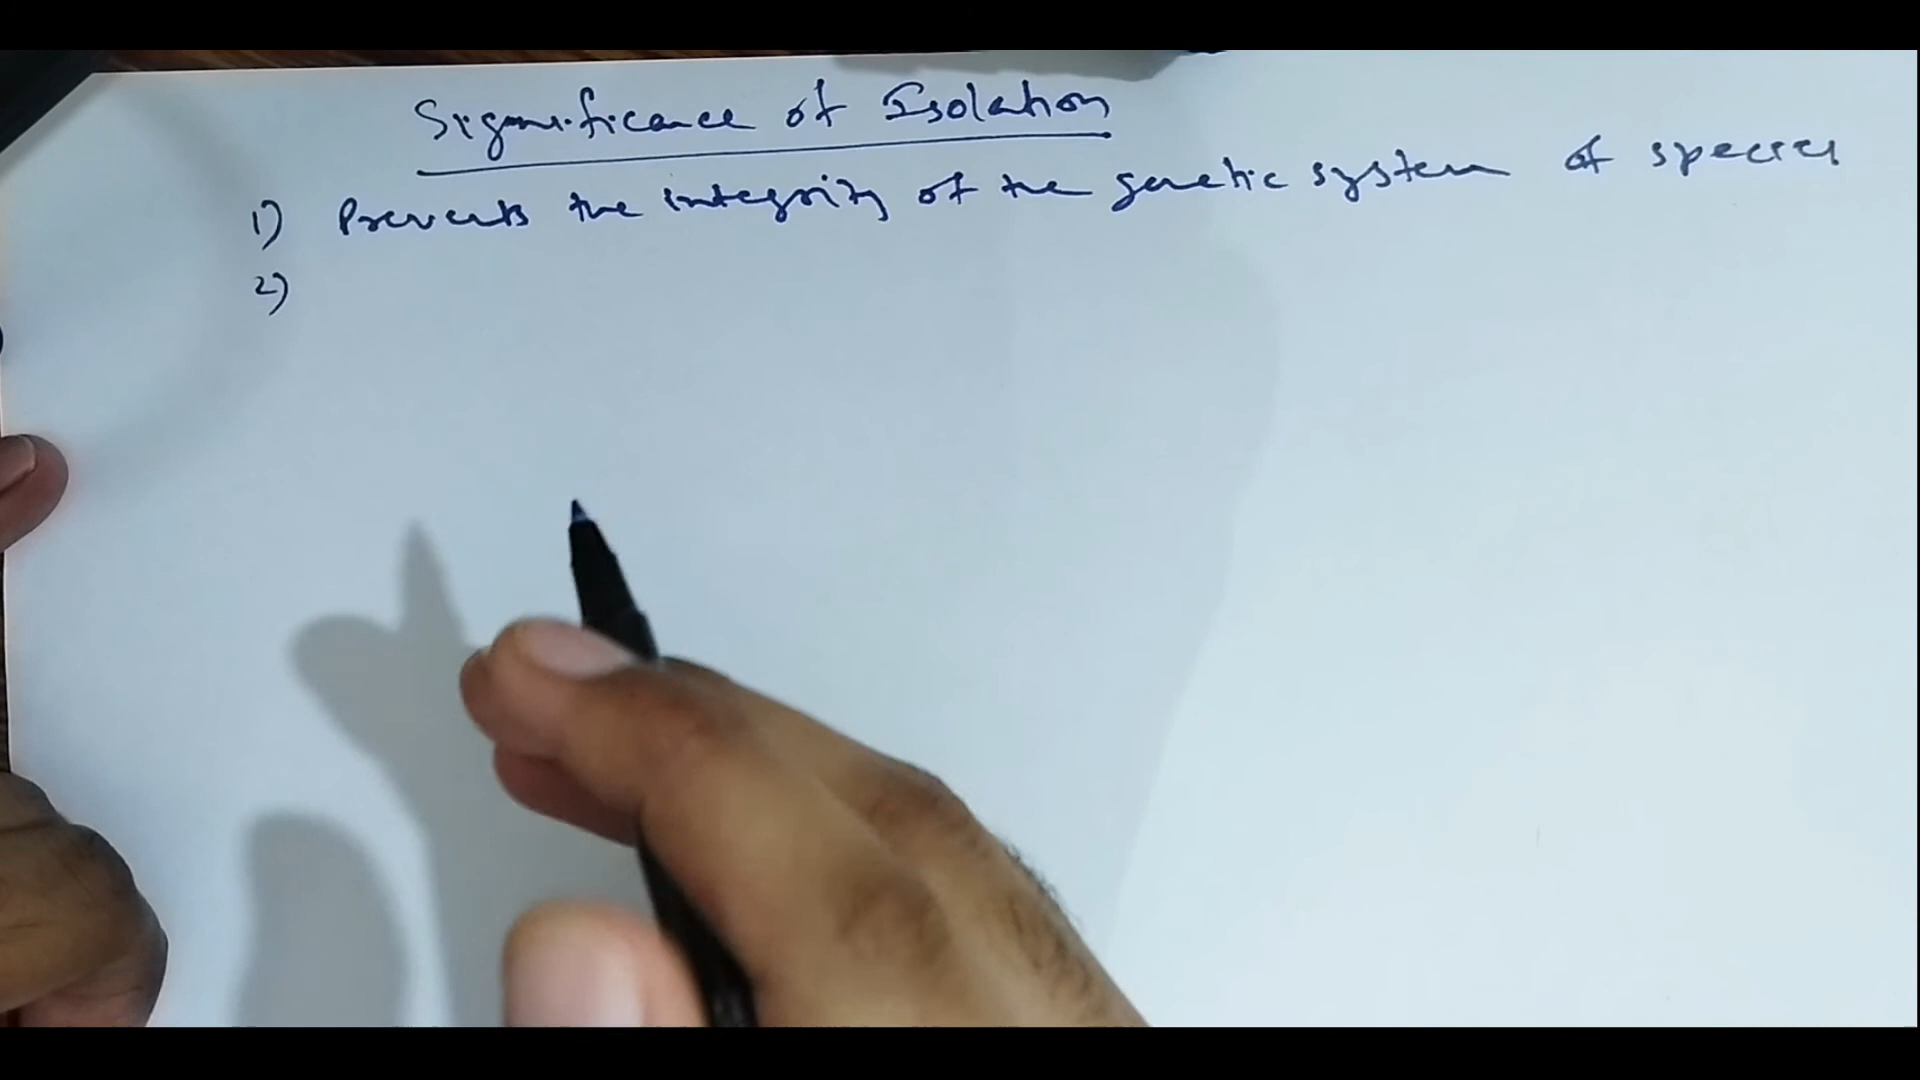 Significance of Isolation
1) Prevents the integrity of the genetic system of species
2)